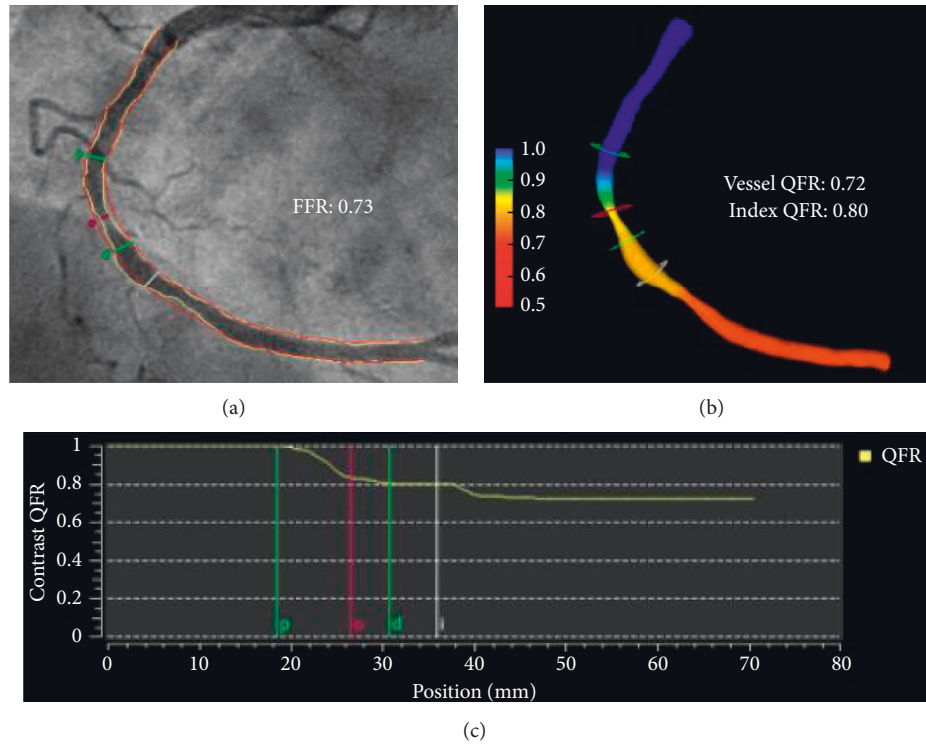 FFR: 0.73
(a)
1.0
0.9
0.8
0.7
0.6
0.5
Vessel QFR: 0.72
Index QFR: 0.80
(b)
Contrast QFR
1
0.8
0.6
0.4
0.2
0
p
o
d
i
QFR
0 10 20 30 40 50 60 70 80
Position (mm)
(c)